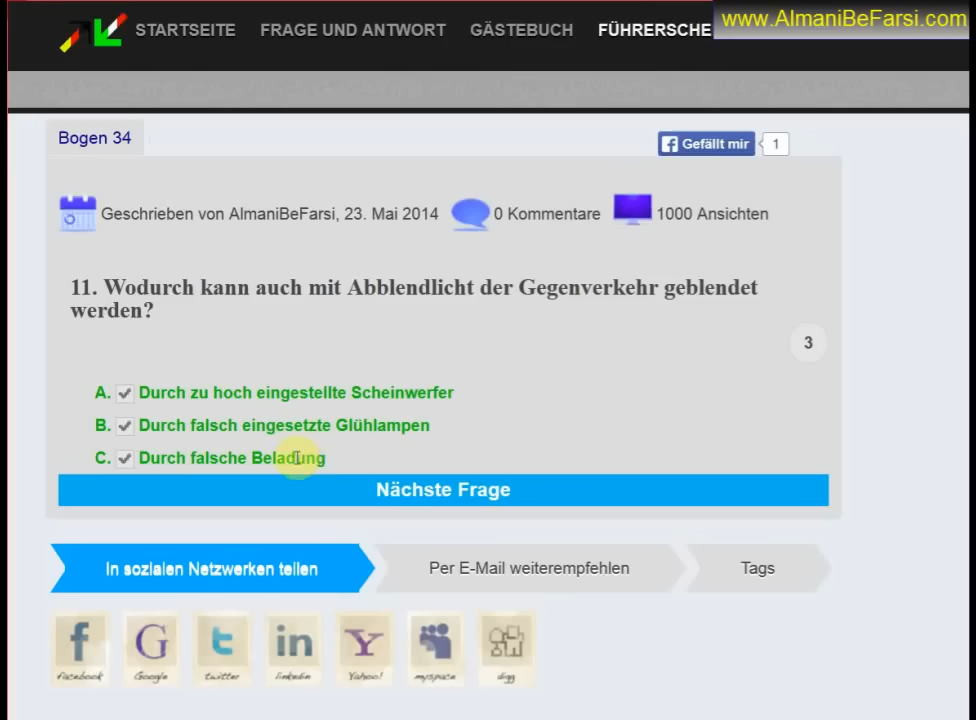 STARTSEITE FRAGE UND ANTWORT GÄSTEBUCH FÜHRERSCHE www.AlmaniBeFarsi.com
Bogen 34
Gefällt mir 1
Geschrieben von AlmaniBeFarsi, 23. Mai 2014 0 Kommentare 1000 Ansichten
11. Wodurch kann auch mit Abblendlicht der Gegenverkehr geblendet
werden?
3
A. Durch zu hoch eingestellte Scheinwerfer
B. Durch falsch eingesetzte Glühlampen
C. Durch falsche Beladung
Nächste Frage
In sozialen Netzwerken teilen Per E-Mail weiterempfehlen Tags
facebook Google twitter linkedin Yahoo! myspace digg